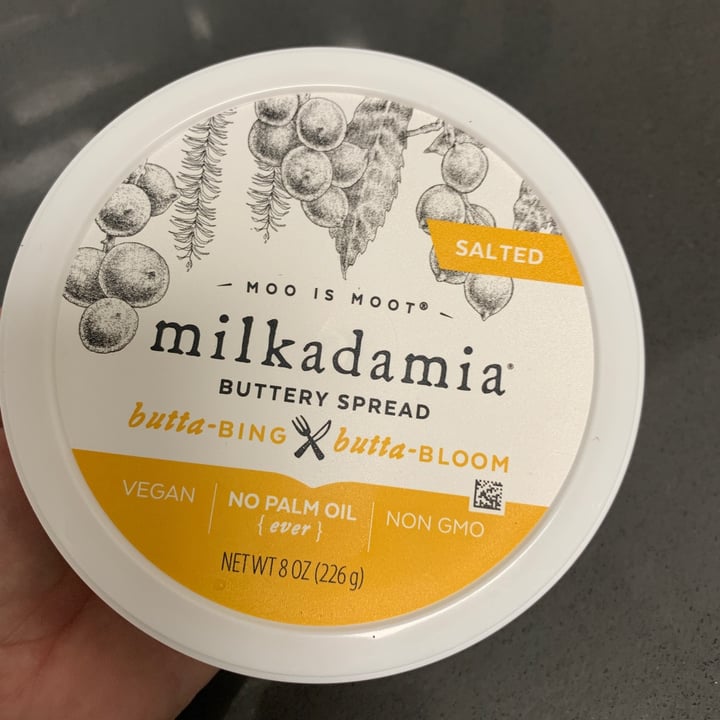 SALTED
MOO IS MOOT®
milkadamia®
BUTTERY SPREAD
butta-BING butta-BLOOM
VEGAN
NO PALM OIL
{ever}
NON GMO
NET WT 8 OZ (226 g)